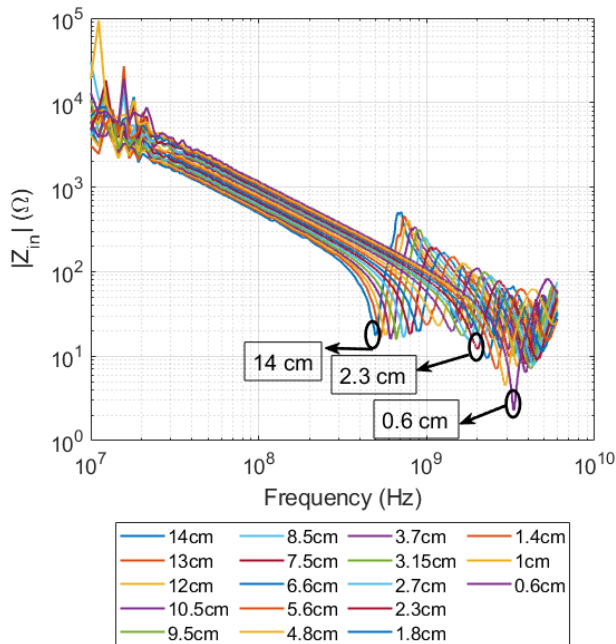 10^5
10^4
10^3
10^2
10^1
10^0
|Z_in| (Ω)
14 cm
2.3 cm
0.6 cm
10^7 10^8 10^9 10^10
Frequency (Hz)
14cm 8.5cm 3.7cm 1.4cm
13cm 7.5cm 3.15cm 1cm
12cm 6.6cm 2.7cm 0.6cm
10.5cm 5.6cm 2.3cm
9.5cm 4.8cm 1.8cm